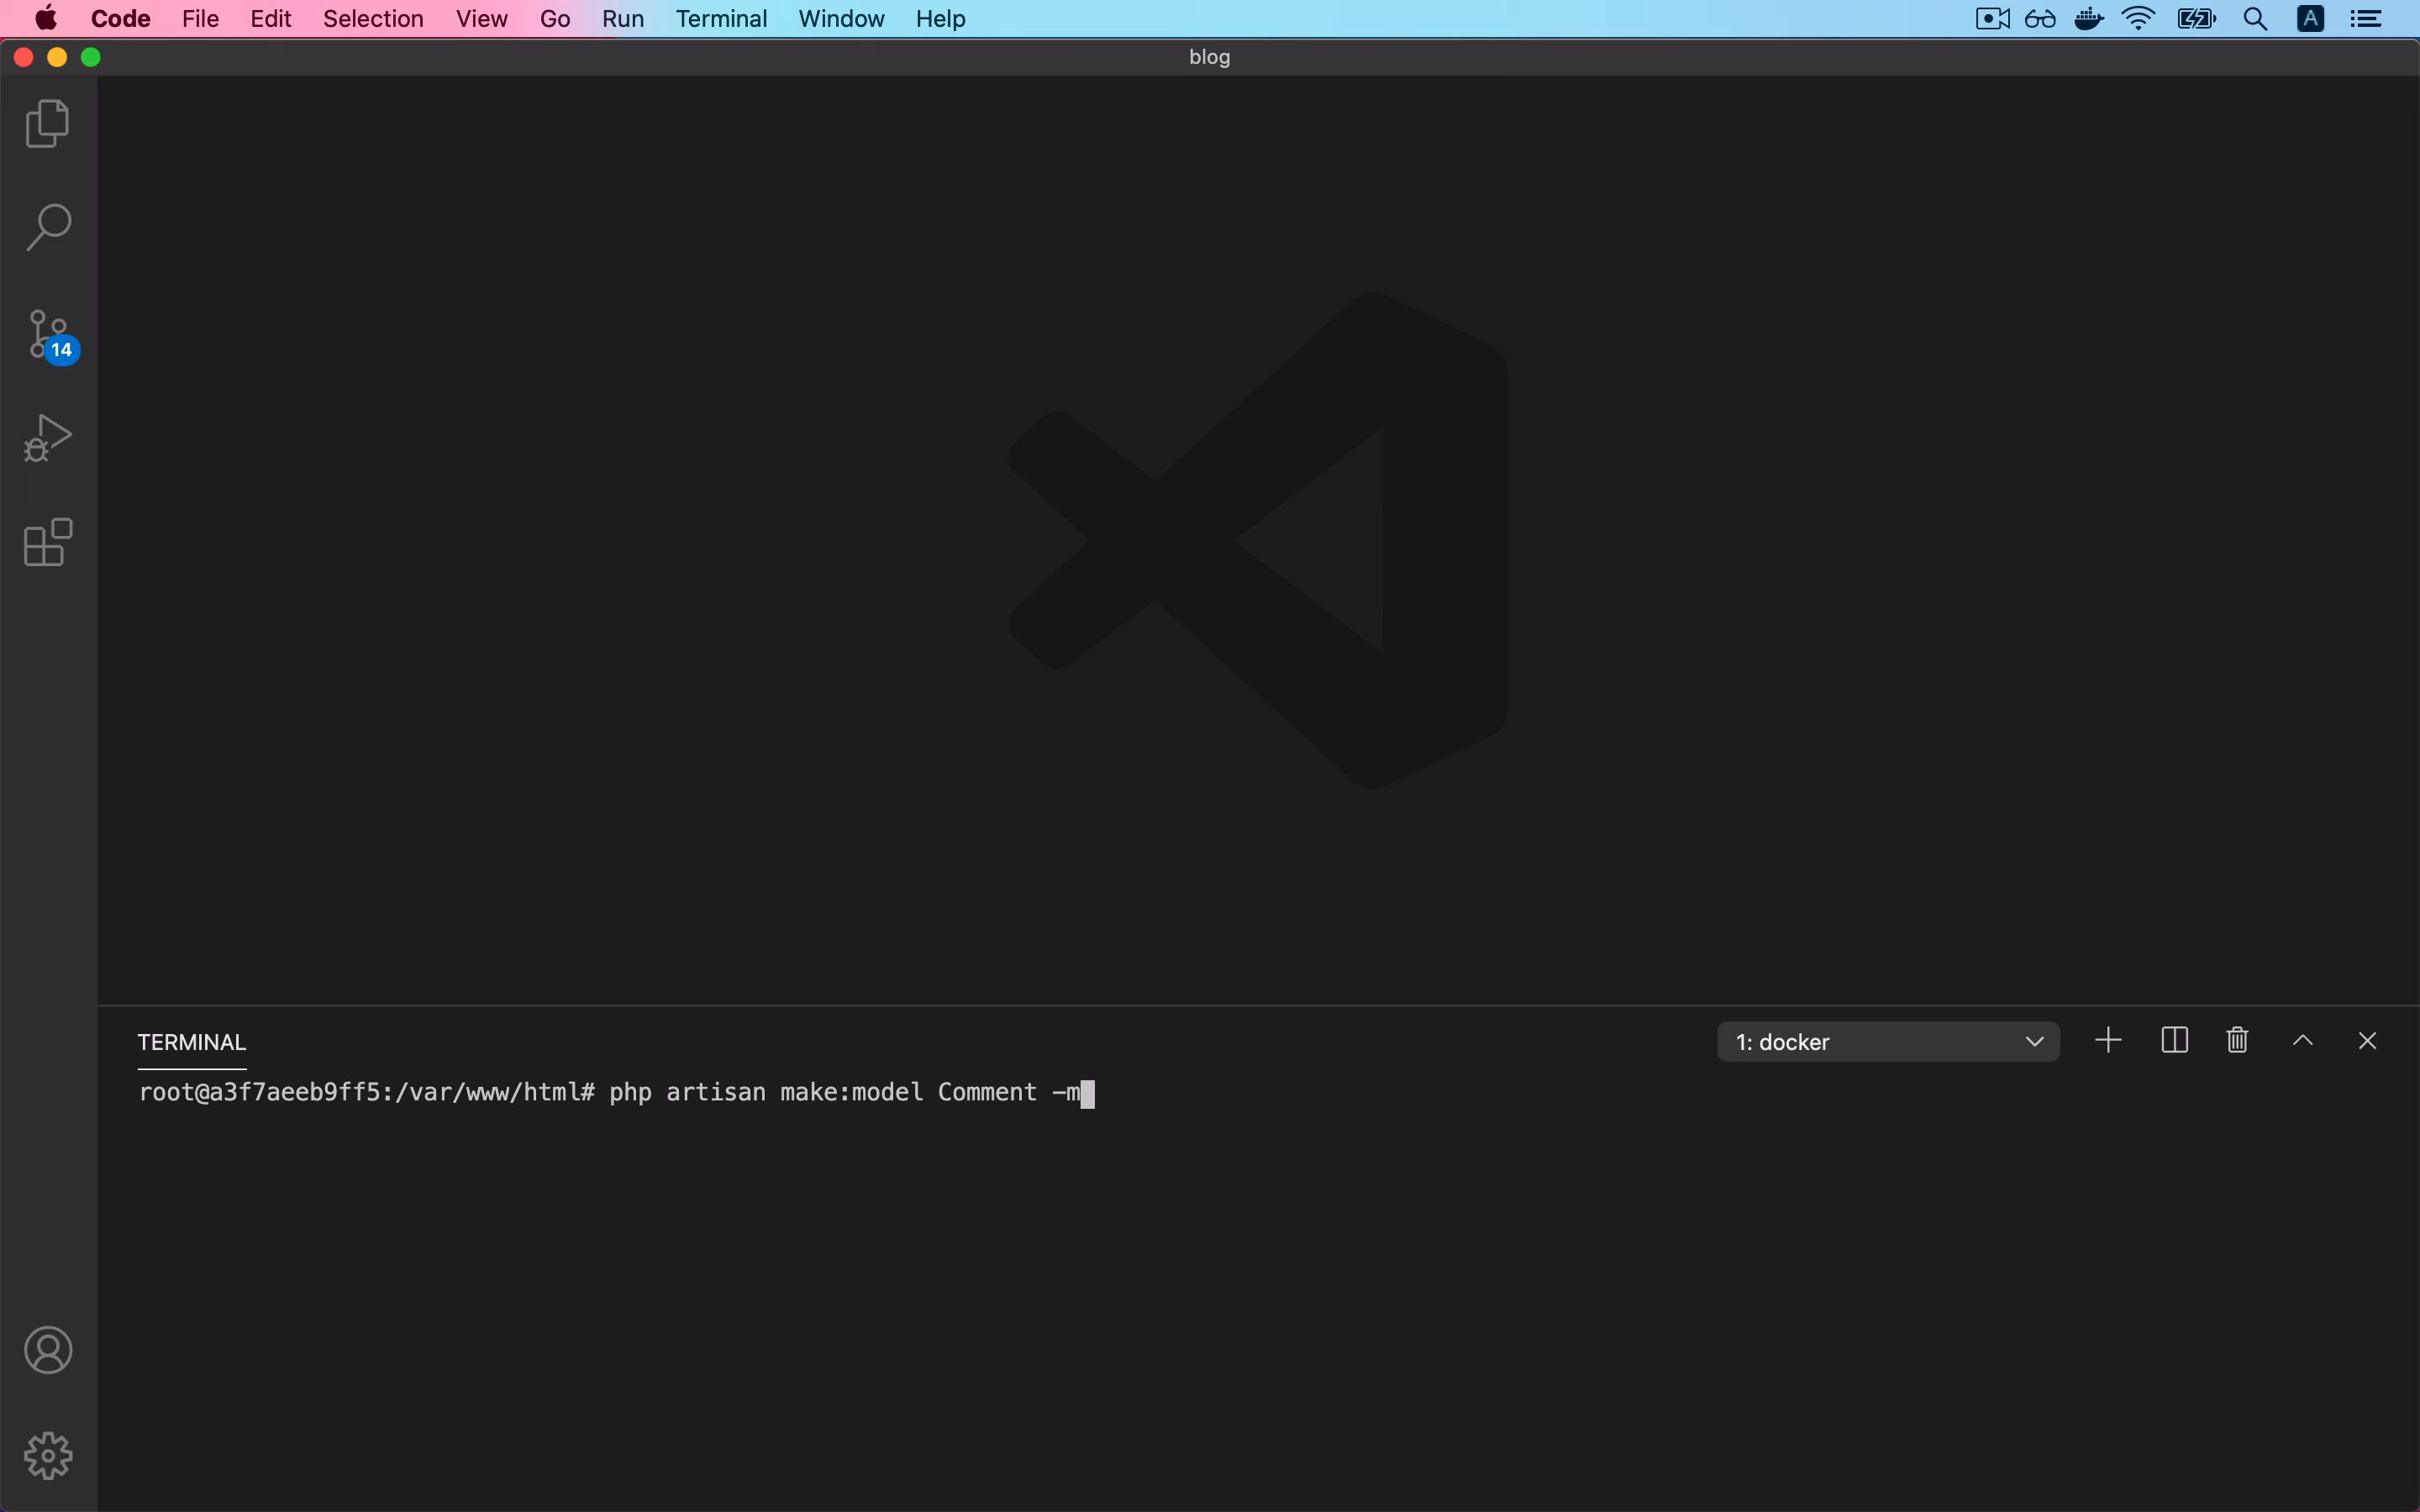 Code File Edit Selection View Go Run Terminal Window Help A
blog
14
TERMINAL
1: docker
root@a3f7aeeb9ff5:/var/www/html# php artisan make:model Comment -m